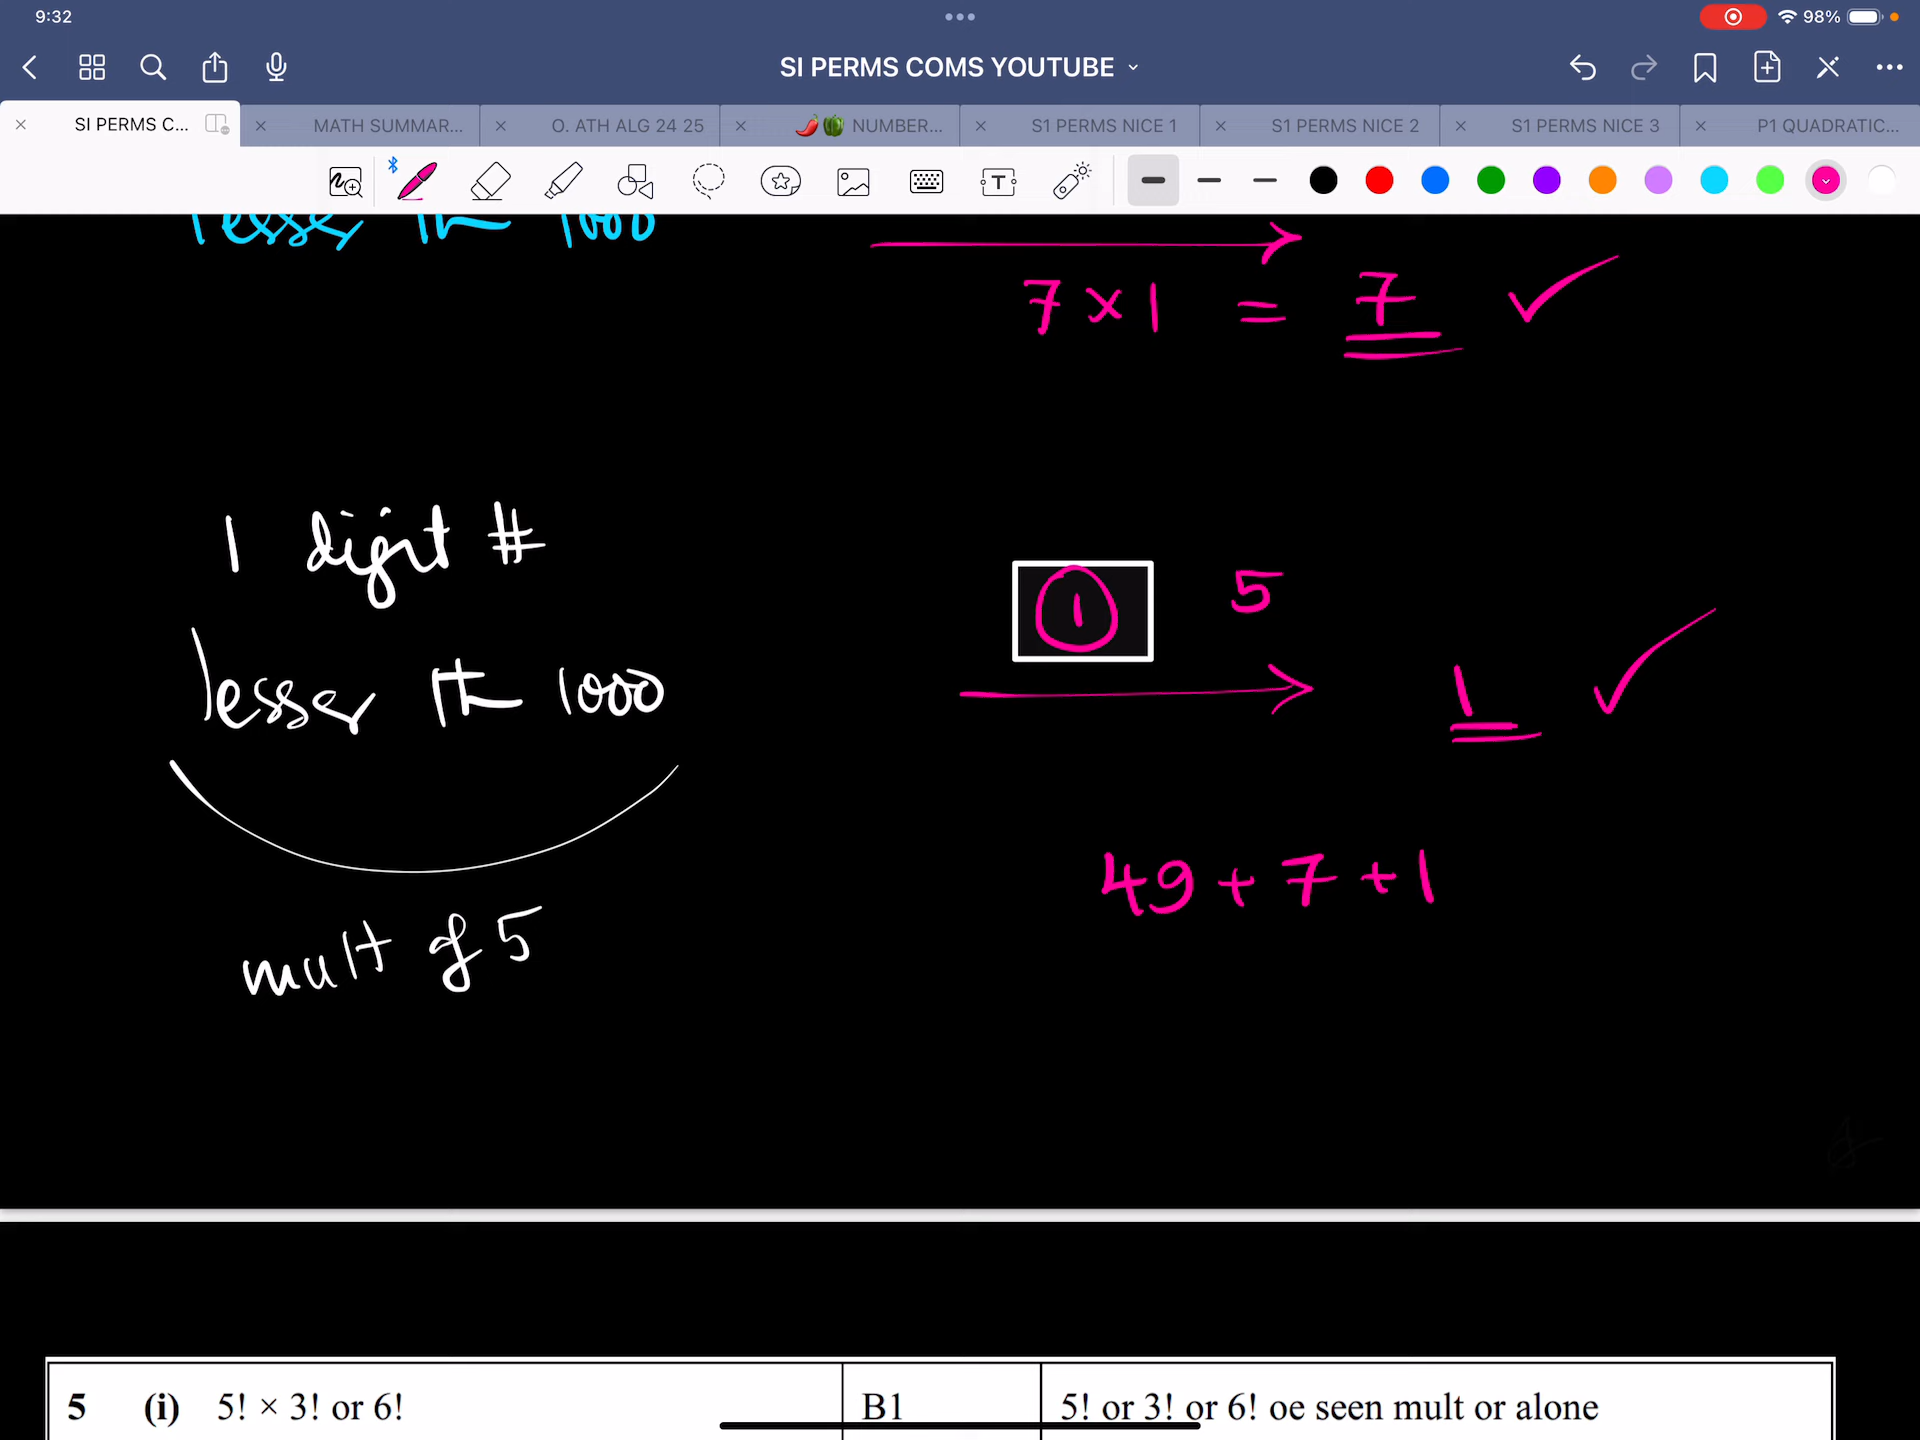 9:32
98%
SI PERMS COMS YOUTUBE
SI PERMS C...
MATH SUMMAR...
O. ATH ALG 24 25
🌶️🫑 NUMBER...
S1 PERMS NICE 1
S1 PERMS NICE 2
S1 PERMS NICE 3
P1 QUADRATIC...
lesser th 1000
7 × 1 = 7
1 digit #
1 5
lesser th 1000
1
49 + 7 + 1
mult of 5
5 (i) 5! × 3! or 6! B1 5! or 3! or 6! oe seen mult or alone